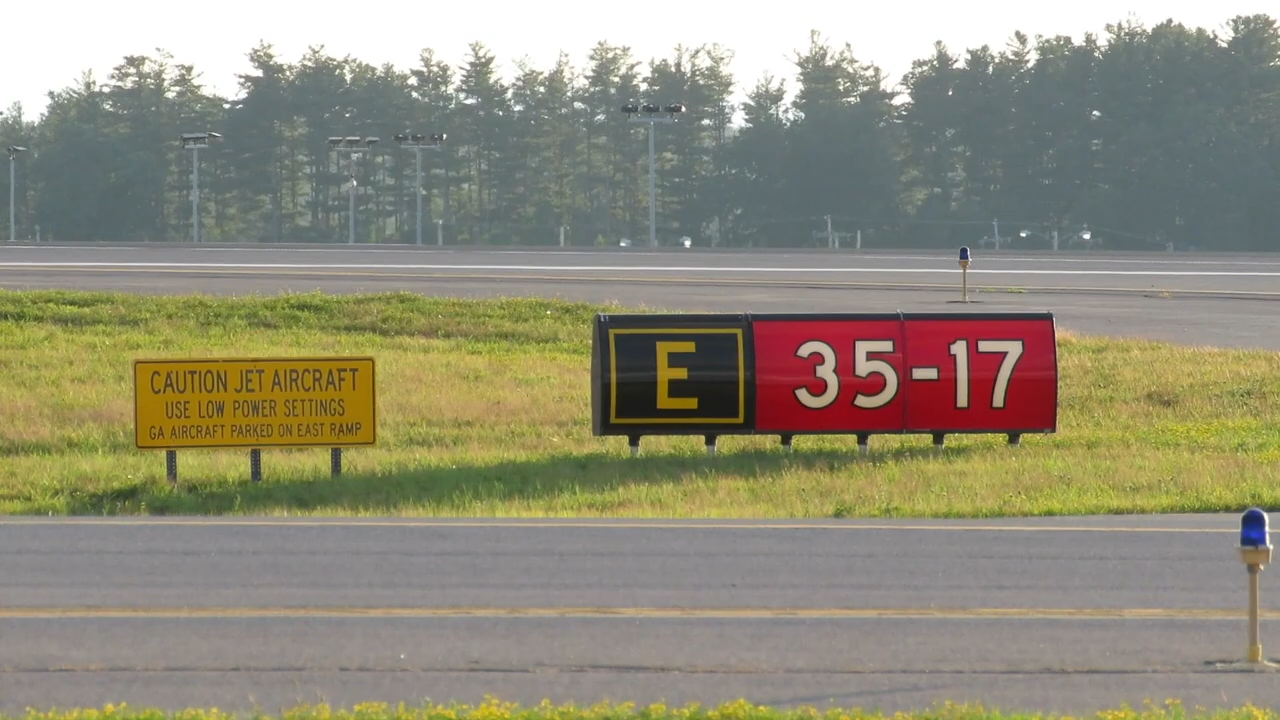 CAUTION JET AIRCRAFT
USE LOW POWER SETTINGS
GA AIRCRAFT PARKED ON EAST RAMP
E 35-17